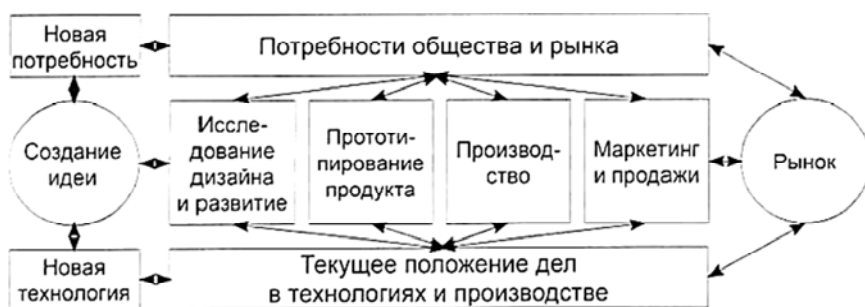 Новая
потребность
Потребности общества и рынка
Создание
идеи
Иссле-
дование
дизайна
и развитие
Прототи-
пирование
продукта
Производ-
ство
Маркетинг
и продажи
Рынок
Новая
технология
Текущее положение дел
в технологиях и производстве